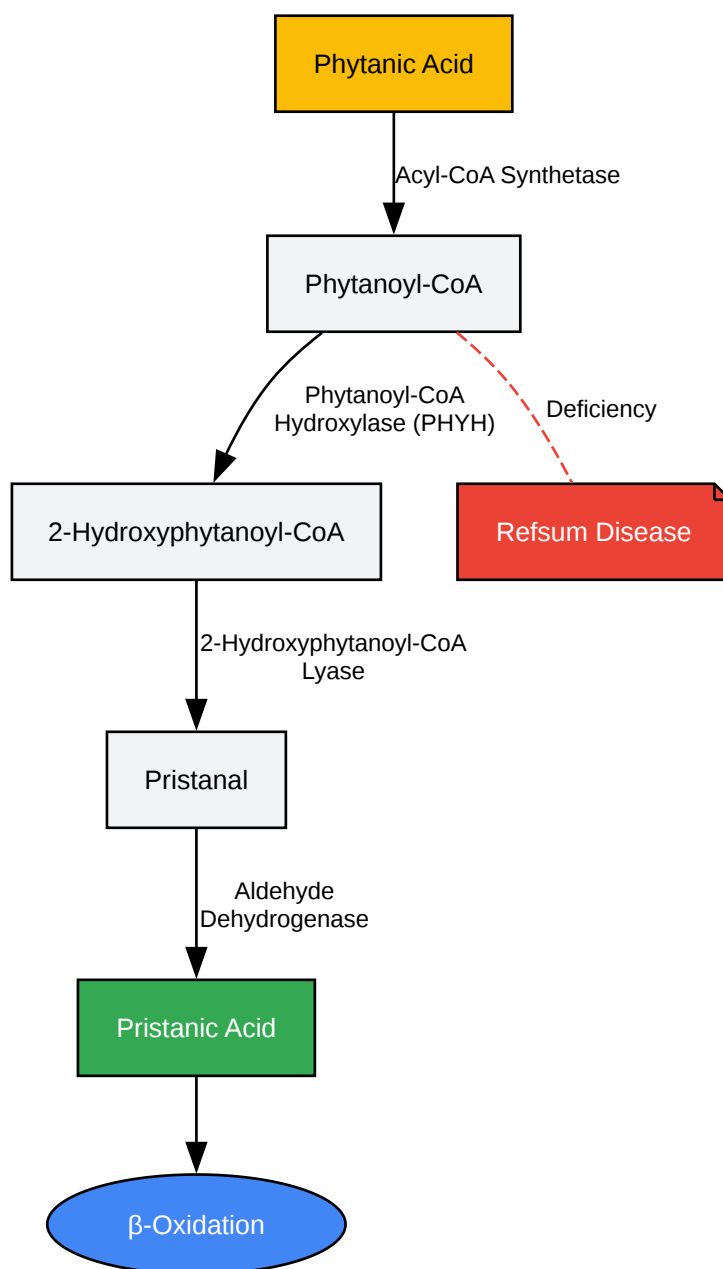 Phytanic Acid
Acyl-CoA Synthetase
Phytanoyl-CoA
Phytanoyl-CoA
Hydroxylase (PHYH)
Deficiency
2-Hydroxyphytanoyl-CoA
Refsum Disease
2-Hydroxyphytanoyl-CoA
Lyase
Pristanal
Aldehyde
Dehydrogenase
Pristanic Acid
β-Oxidation